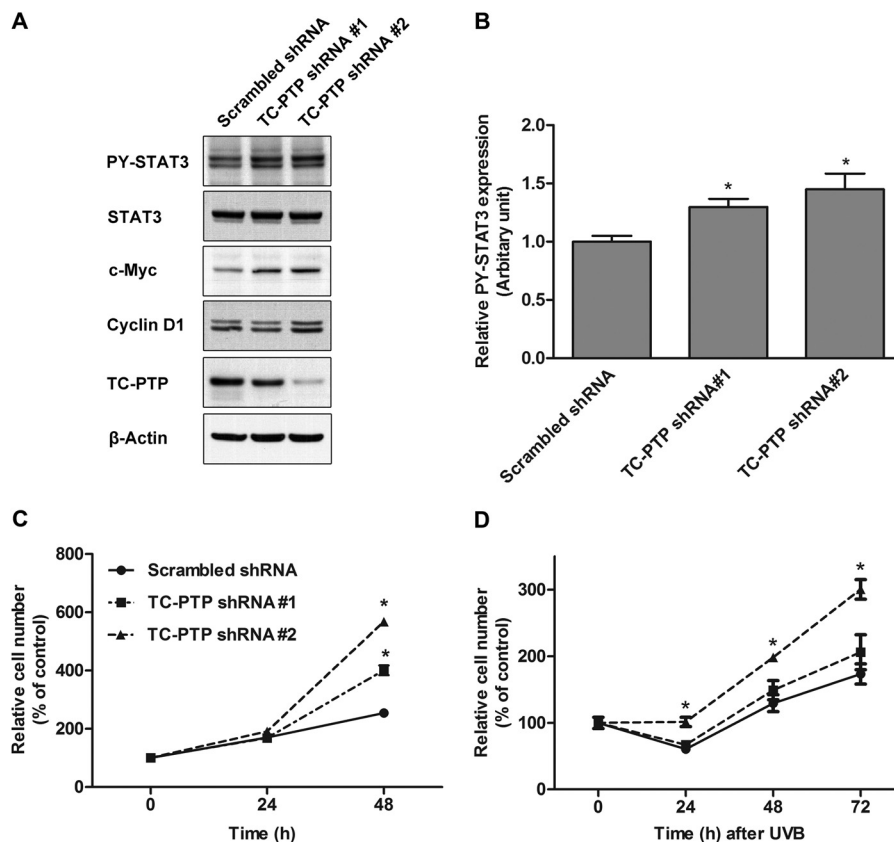 A
Scrambled shRNA
TC-PTP shRNA #1
TC-PTP shRNA #2
PY-STAT3
STAT3
c-Myc
Cyclin D1
TC-PTP
β-Actin
B
Relative PY-STAT3 expression
(Arbitary unit)
2.0
1.5
1.0
0.5
0.0
*
*
Scrambled shRNA
TC-PTP shRNA#1
TC-PTP shRNA#2
C
Relative cell number
(% of control)
800
600
400
200
0
Scrambled shRNA
TC-PTP shRNA #1
TC-PTP shRNA #2
*
*
0 24 48
Time (h)
D
Relative cell number
(% of control)
300
200
100
0
*
*
*
0 24 48 72
Time (h) after UVB